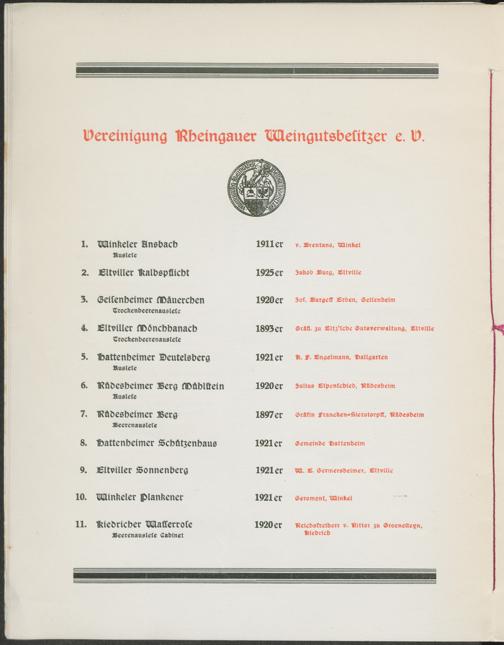 Vereinigung Rheingauer Weingutsbesitzer e. V.
1. Winkeler Ansbach 1911er v. Brentano, Winkel
Auslese
2. Eltviller Kalbspflicht 1925er Jakob Burg, Eltville
3. Geisenheimer Mäuerchen 1920er Jos. Burgeff Erben, Geisenheim
Trockenbeerenauslese
4. Eltviller Mönchhanach 1893er Gräfl. zu Eltz'sche Gutsverwaltung, Eltville
Trockenbeerenauslese
5. Hattenheimer Deutelsberg 1921er K. F. Engelmann, Hallgarten
Auslese
6. Rüdesheimer Berg Mühlstein 1920er Julius Espenschied, Rüdesheim
Auslese
7. Rüdesheimer Berg 1897er Gräfin Francken-Sierstorpff, Rüdesheim
Beerenauslese
8. Hattenheimer Schützenhaus 1921er Gemeinde Hattenheim
9. Eltviller Sonnenberg 1921er Germersheimer, Eltville
10. Winkeler Plankener 1921er Geromont, Winkel
11. Kiedricher Wasserrose 1920er Reichsfreiherr v. Ritter zu Groenesteyn,
Kiedrich
Beerenauslese Cabinet